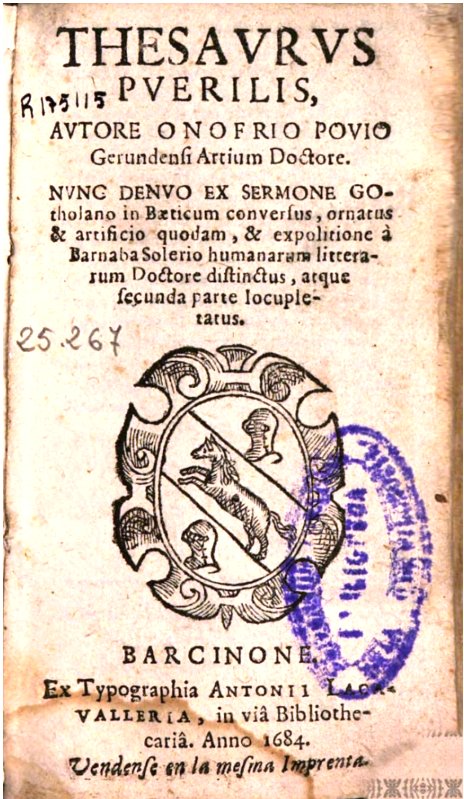 THESAVRVS
PVERILIS,
R 175115
AVTORE ONOFRIO POVIO
Gerundensi Artium Doctore.
NVNC DENVO EX SERMONE GO-
tholano in Bæticum conversus, ornatus
& artificio quodam, & expolitione à
Barnaba Solerio humanarum littera-
rum Doctore distinctus, atque
secunda parte locuple-
tatus.
25.267
BARCINONE.
Ex Typographia ANTONII LACA-
VALLERIA, in viâ Bibliothe-
cariâ. Anno 1684.
Vendense en la mesma Imprenta.